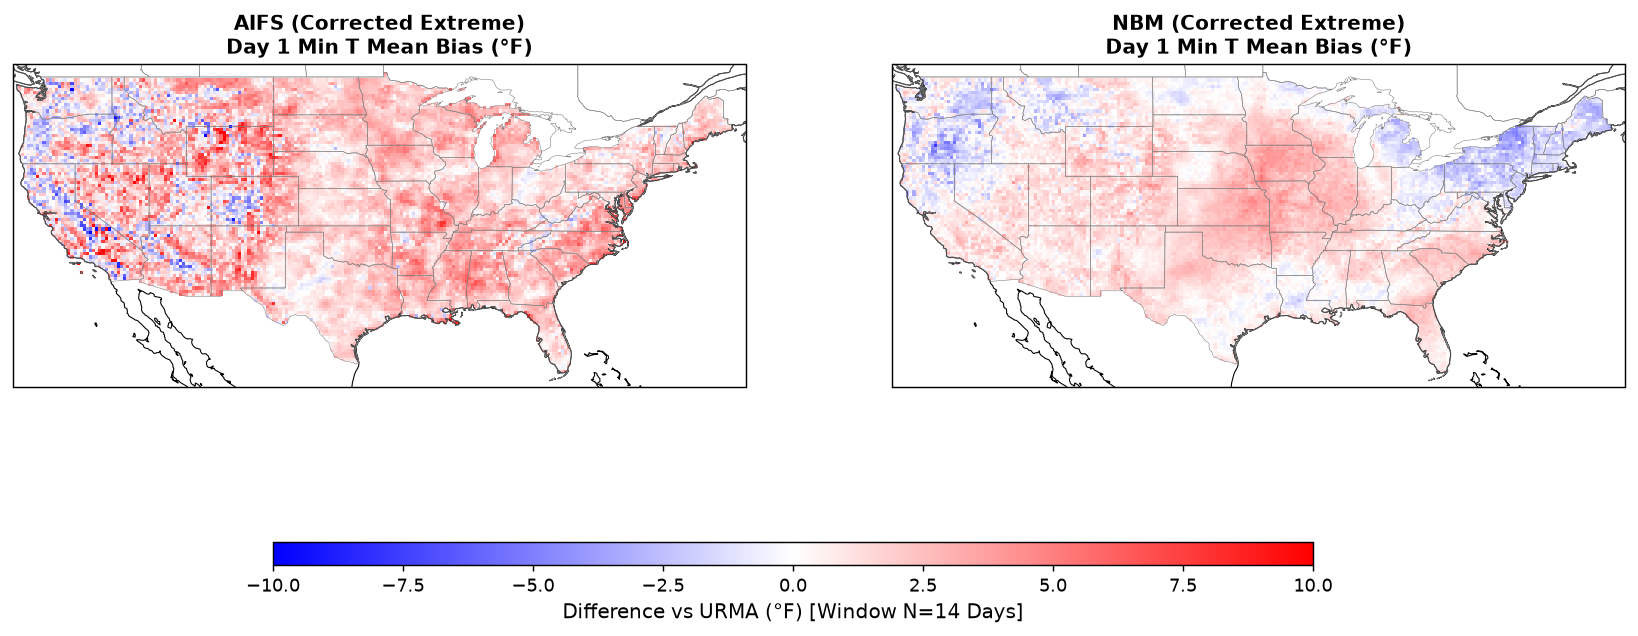 AIFS (Corrected Extreme)
Day 1 Min T Mean Bias (°F)
NBM (Corrected Extreme)
Day 1 Min T Mean Bias (°F)
−10.0 −7.5 −5.0 −2.5 0.0 2.5 5.0 7.5 10.0
Difference vs URMA (°F) [Window N=14 Days]